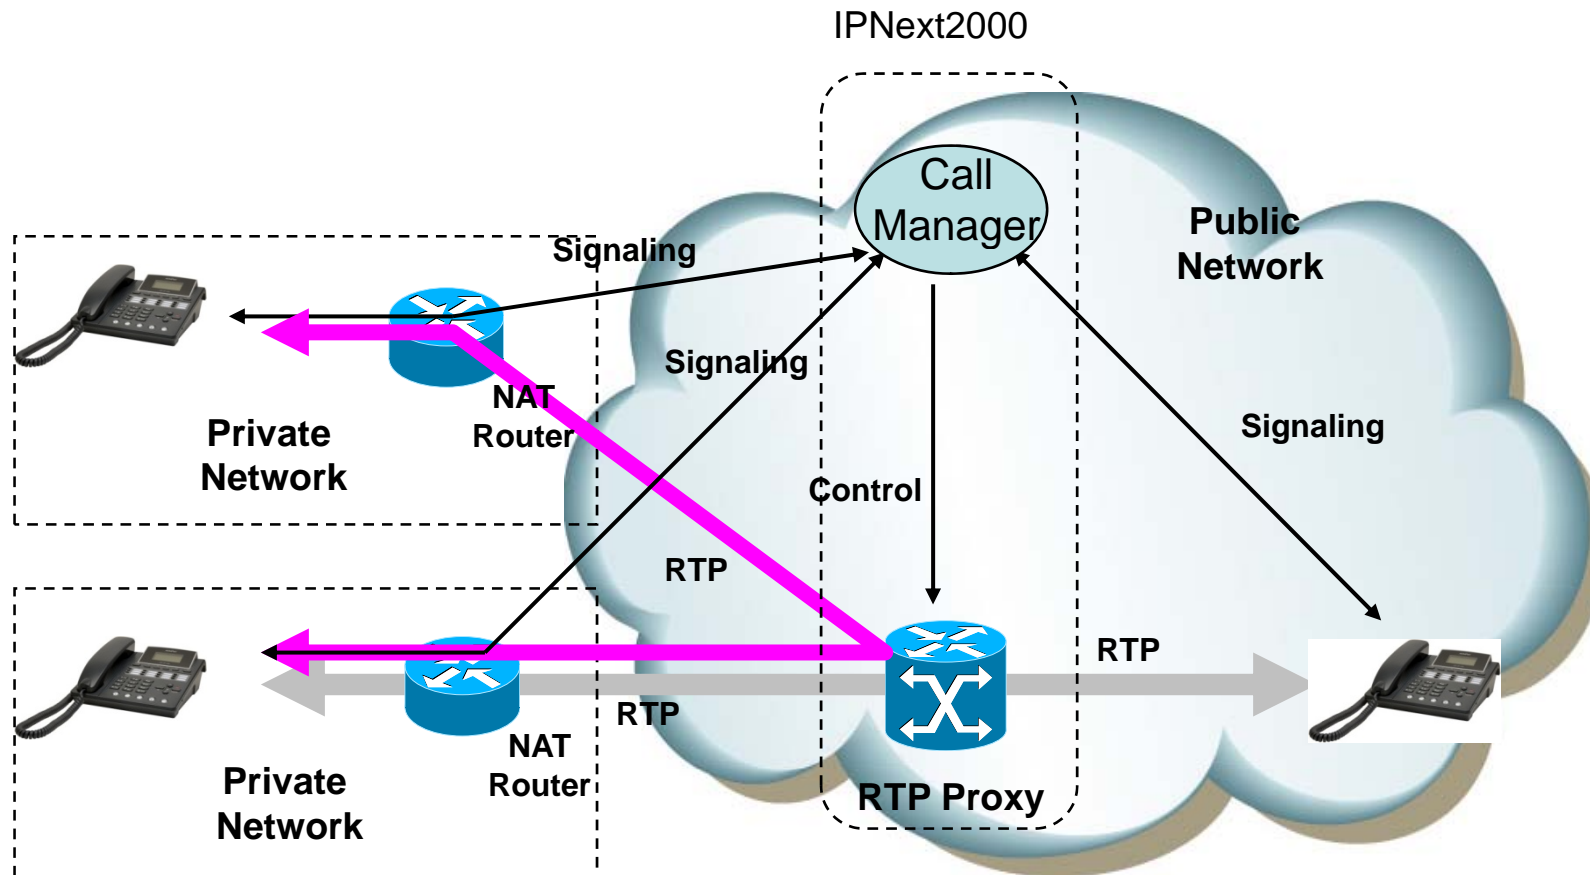 IPNext2000
Call
Manager
Public
Network
Signaling
Signaling
NAT
Router
Private
Network
Signaling
Control
RTP
RTP
RTP
NAT
Router
Private
Network
RTP Proxy